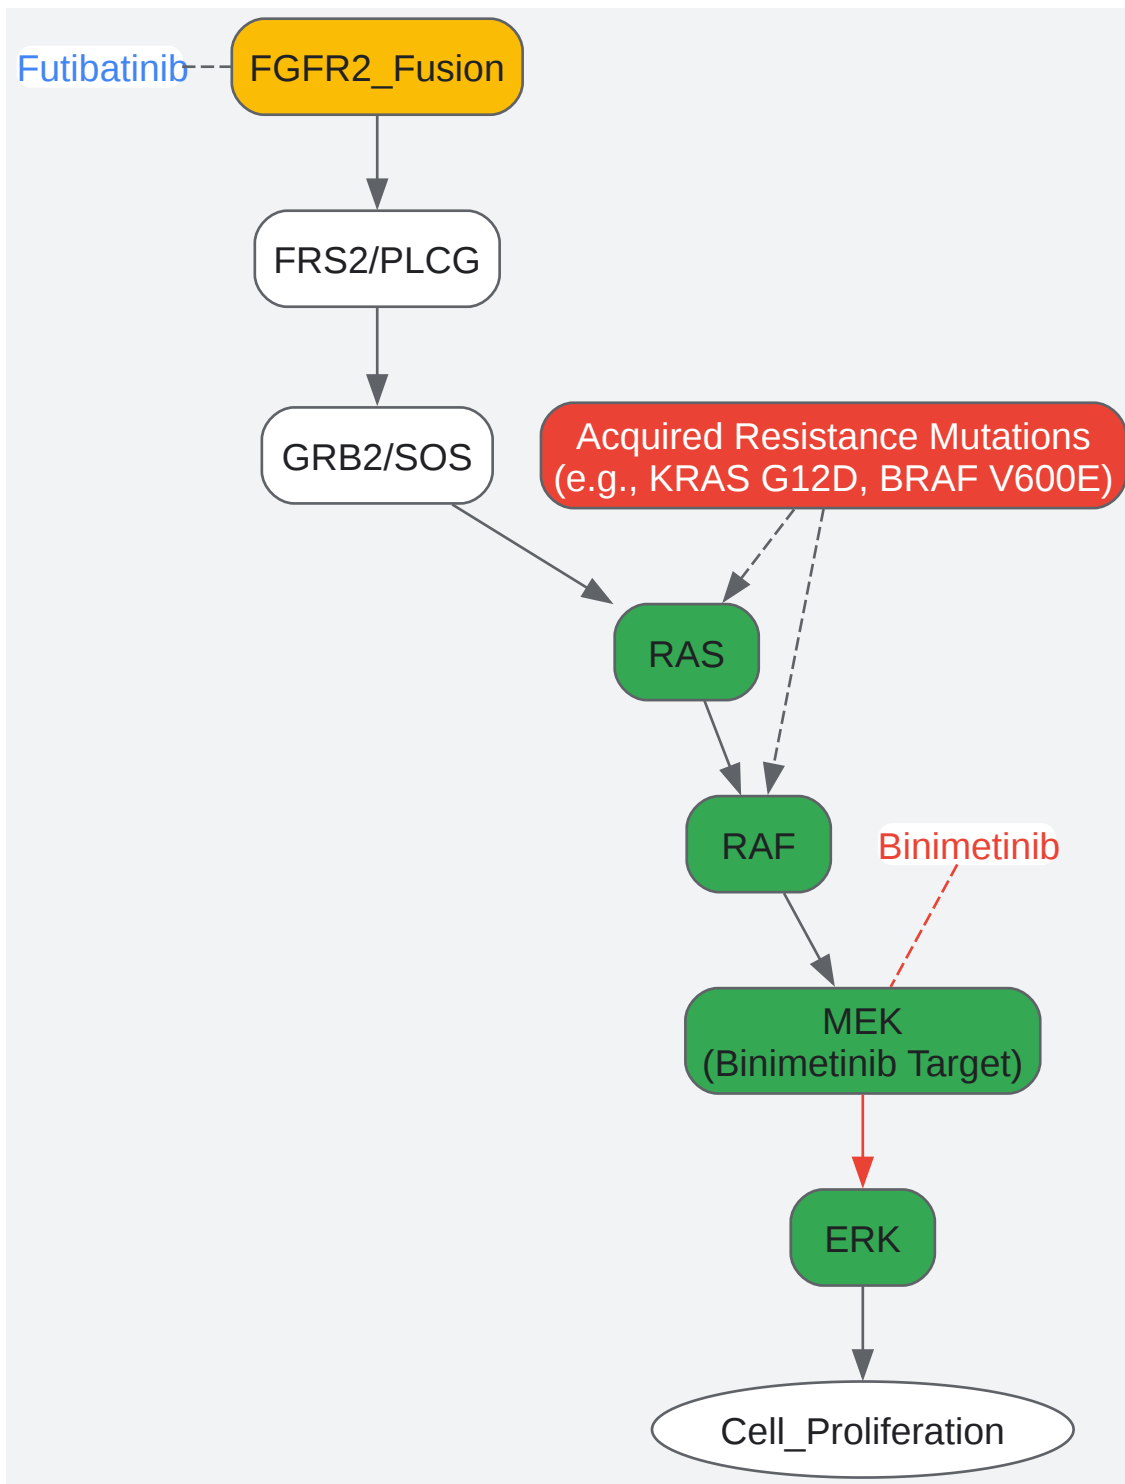 Futibatinib
FGFR2_Fusion
FRS2/PLCG
GRB2/SOS
Acquired Resistance Mutations
(e.g., KRAS G12D, BRAF V600E)
RAS
RAF
Binimetinib
MEK
(Binimetinib Target)
ERK
Cell_Proliferation